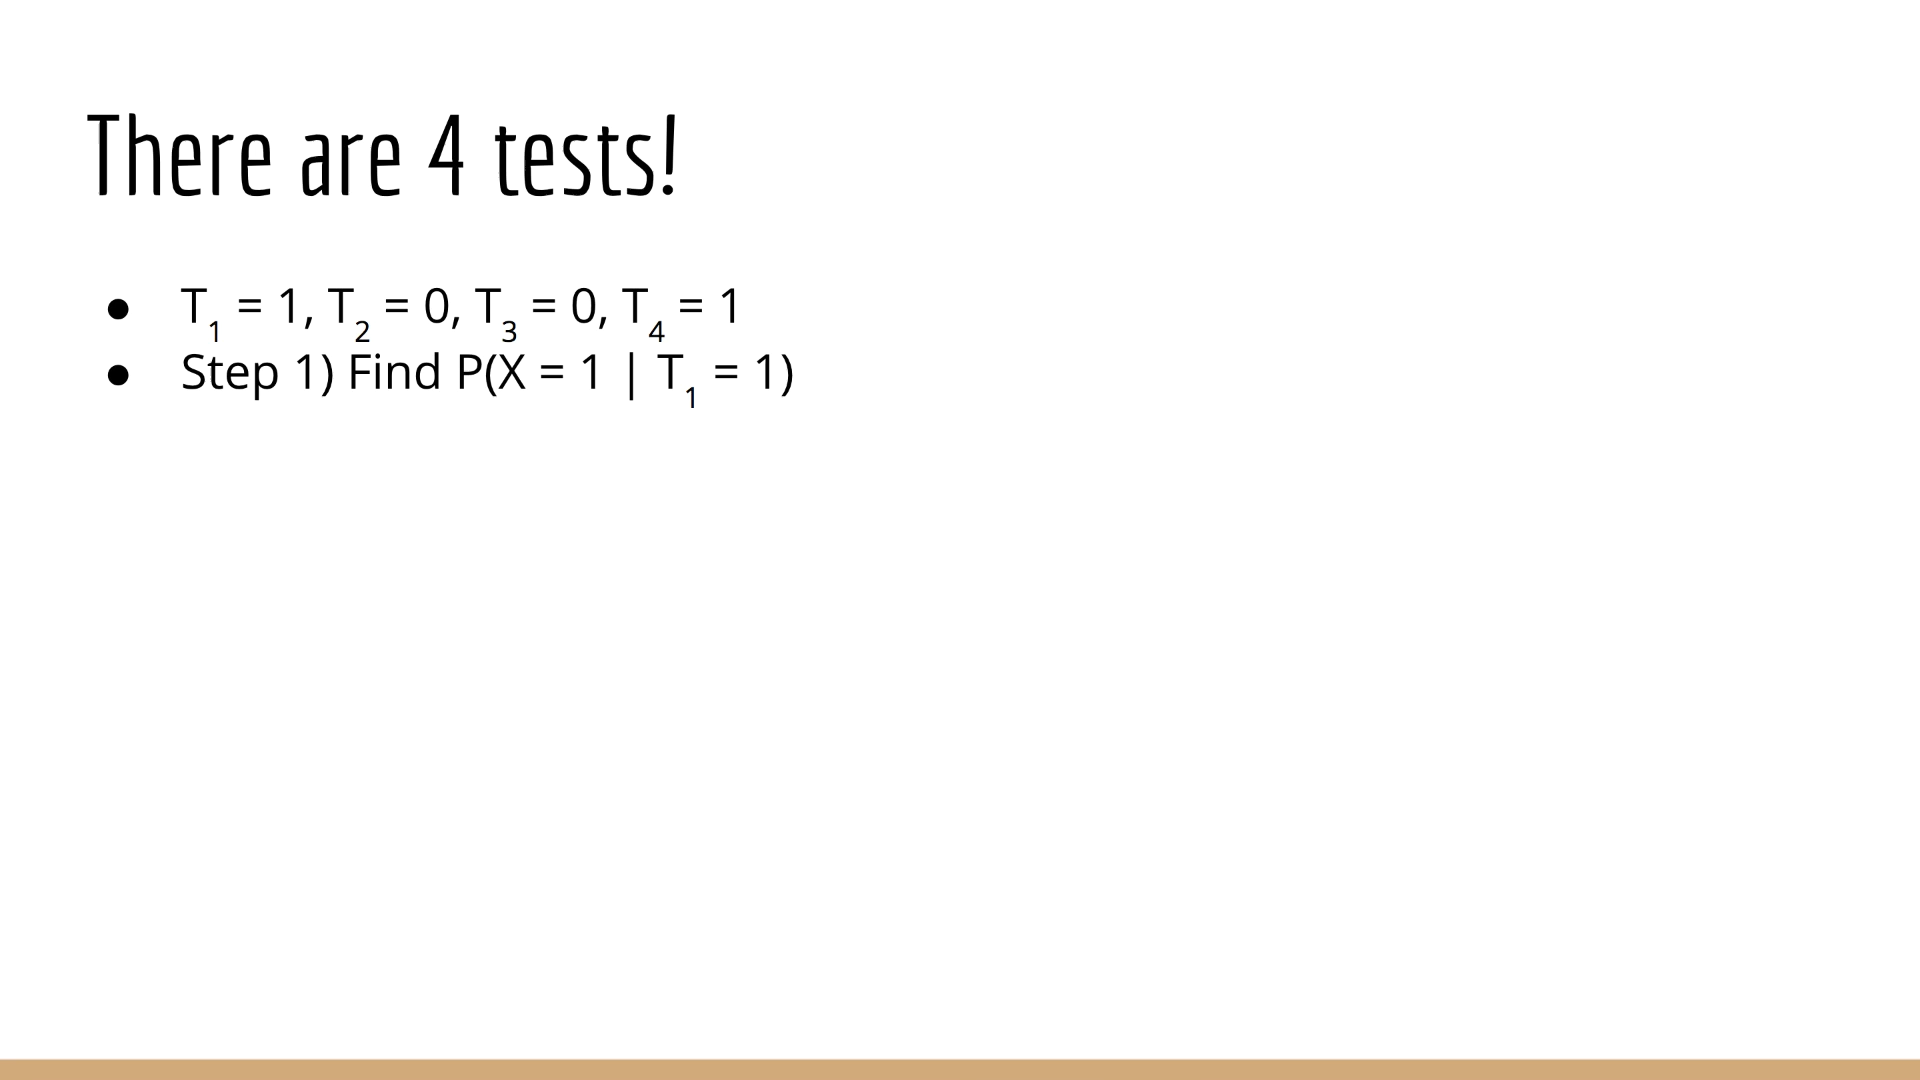 There are 4 tests!
● T₁ = 1, T₂ = 0, T₃ = 0, T₄ = 1
● Step 1) Find P(X = 1 | T₁ = 1)